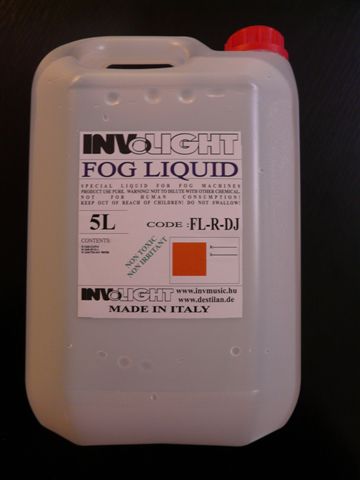 INVOLIGHT
FOG LIQUID
SPECIAL LIQUID FOR FOG MACHINES
PRODUCT USE PURE. WARNING! NOT TO DILUTE WITH OTHER CHEMICAL.
NOT FOR HUMAN CONSUMPTION!
KEEP OUT OF REACH OF CHILDREN! DO NOT SWALLOW!
5L CODE :FL-R-DJ
CONTENTS:
NON TOXIC
NON IRRITANT
INVOLIGHT
www.invmusic.hu
www.destilan.de
MADE IN ITALY